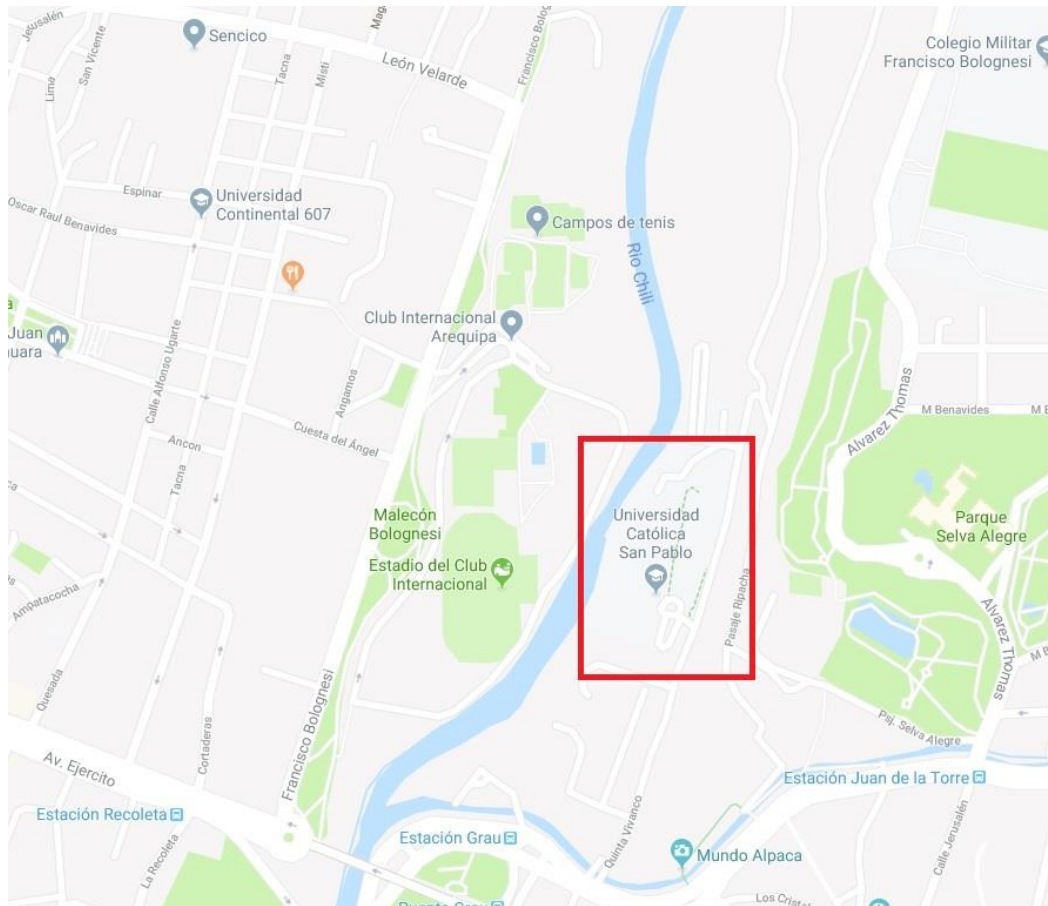 Jerusalén
San Vicente
Lima
Sencico
Tacna
Misti
León Velarde
Francisco
Colegio Militar
Francisco Bolognesi
Espinar
Universidad
Continental 607
Oscar Raul Benavides
Campos de tenis
Rio Chili
Club Internacional
Arequipa
Juan
Calle Alfonso Ugarte
Angamos
Alvarez Thomas
M Benavides
Cuesta del Ángel
Ancon
Tacna
Malecón
Bolognesi
Estadio del Club
Internacional
Universidad
Católica
San Pablo
Parque
Selva Alegre
Ampatacocha
Pasaje Ripacha
Alvarez Thomas
Quesada
Cortaderas
Francisco Bolognesi
Psj. Selva Alegre
Av. Ejercito
Estación Juan de la Torre
Estación Recoleta
Estación Grau
Quinta Vivanco
Mundo Alpaca
Calle Jerusalén
La Recoleta
Los